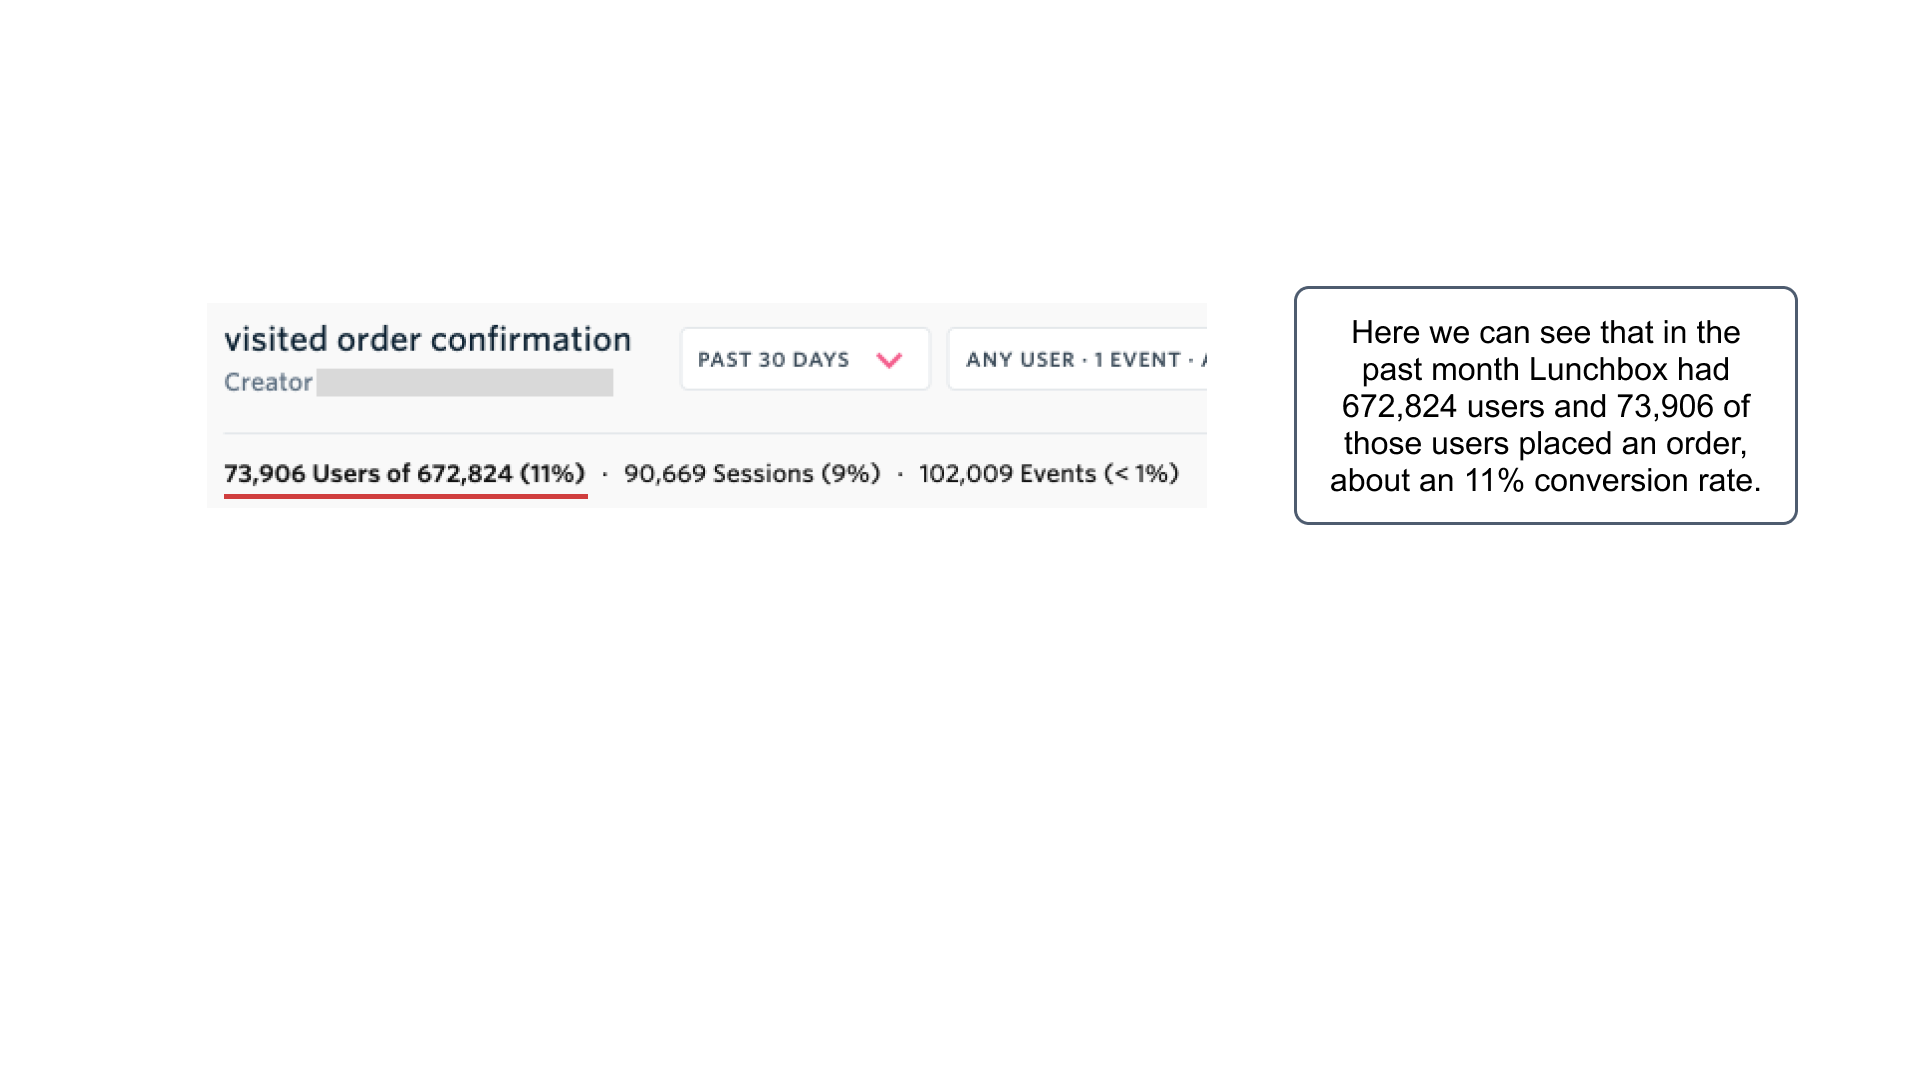 visited order confirmation
Creator
PAST 30 DAYS
ANY USER · 1 EVENT ·
73,906 Users of 672,824 (11%) · 90,669 Sessions (9%) · 102,009 Events (< 1%)
Here we can see that in the
past month Lunchbox had
672,824 users and 73,906 of
those users placed an order,
about an 11% conversion rate.